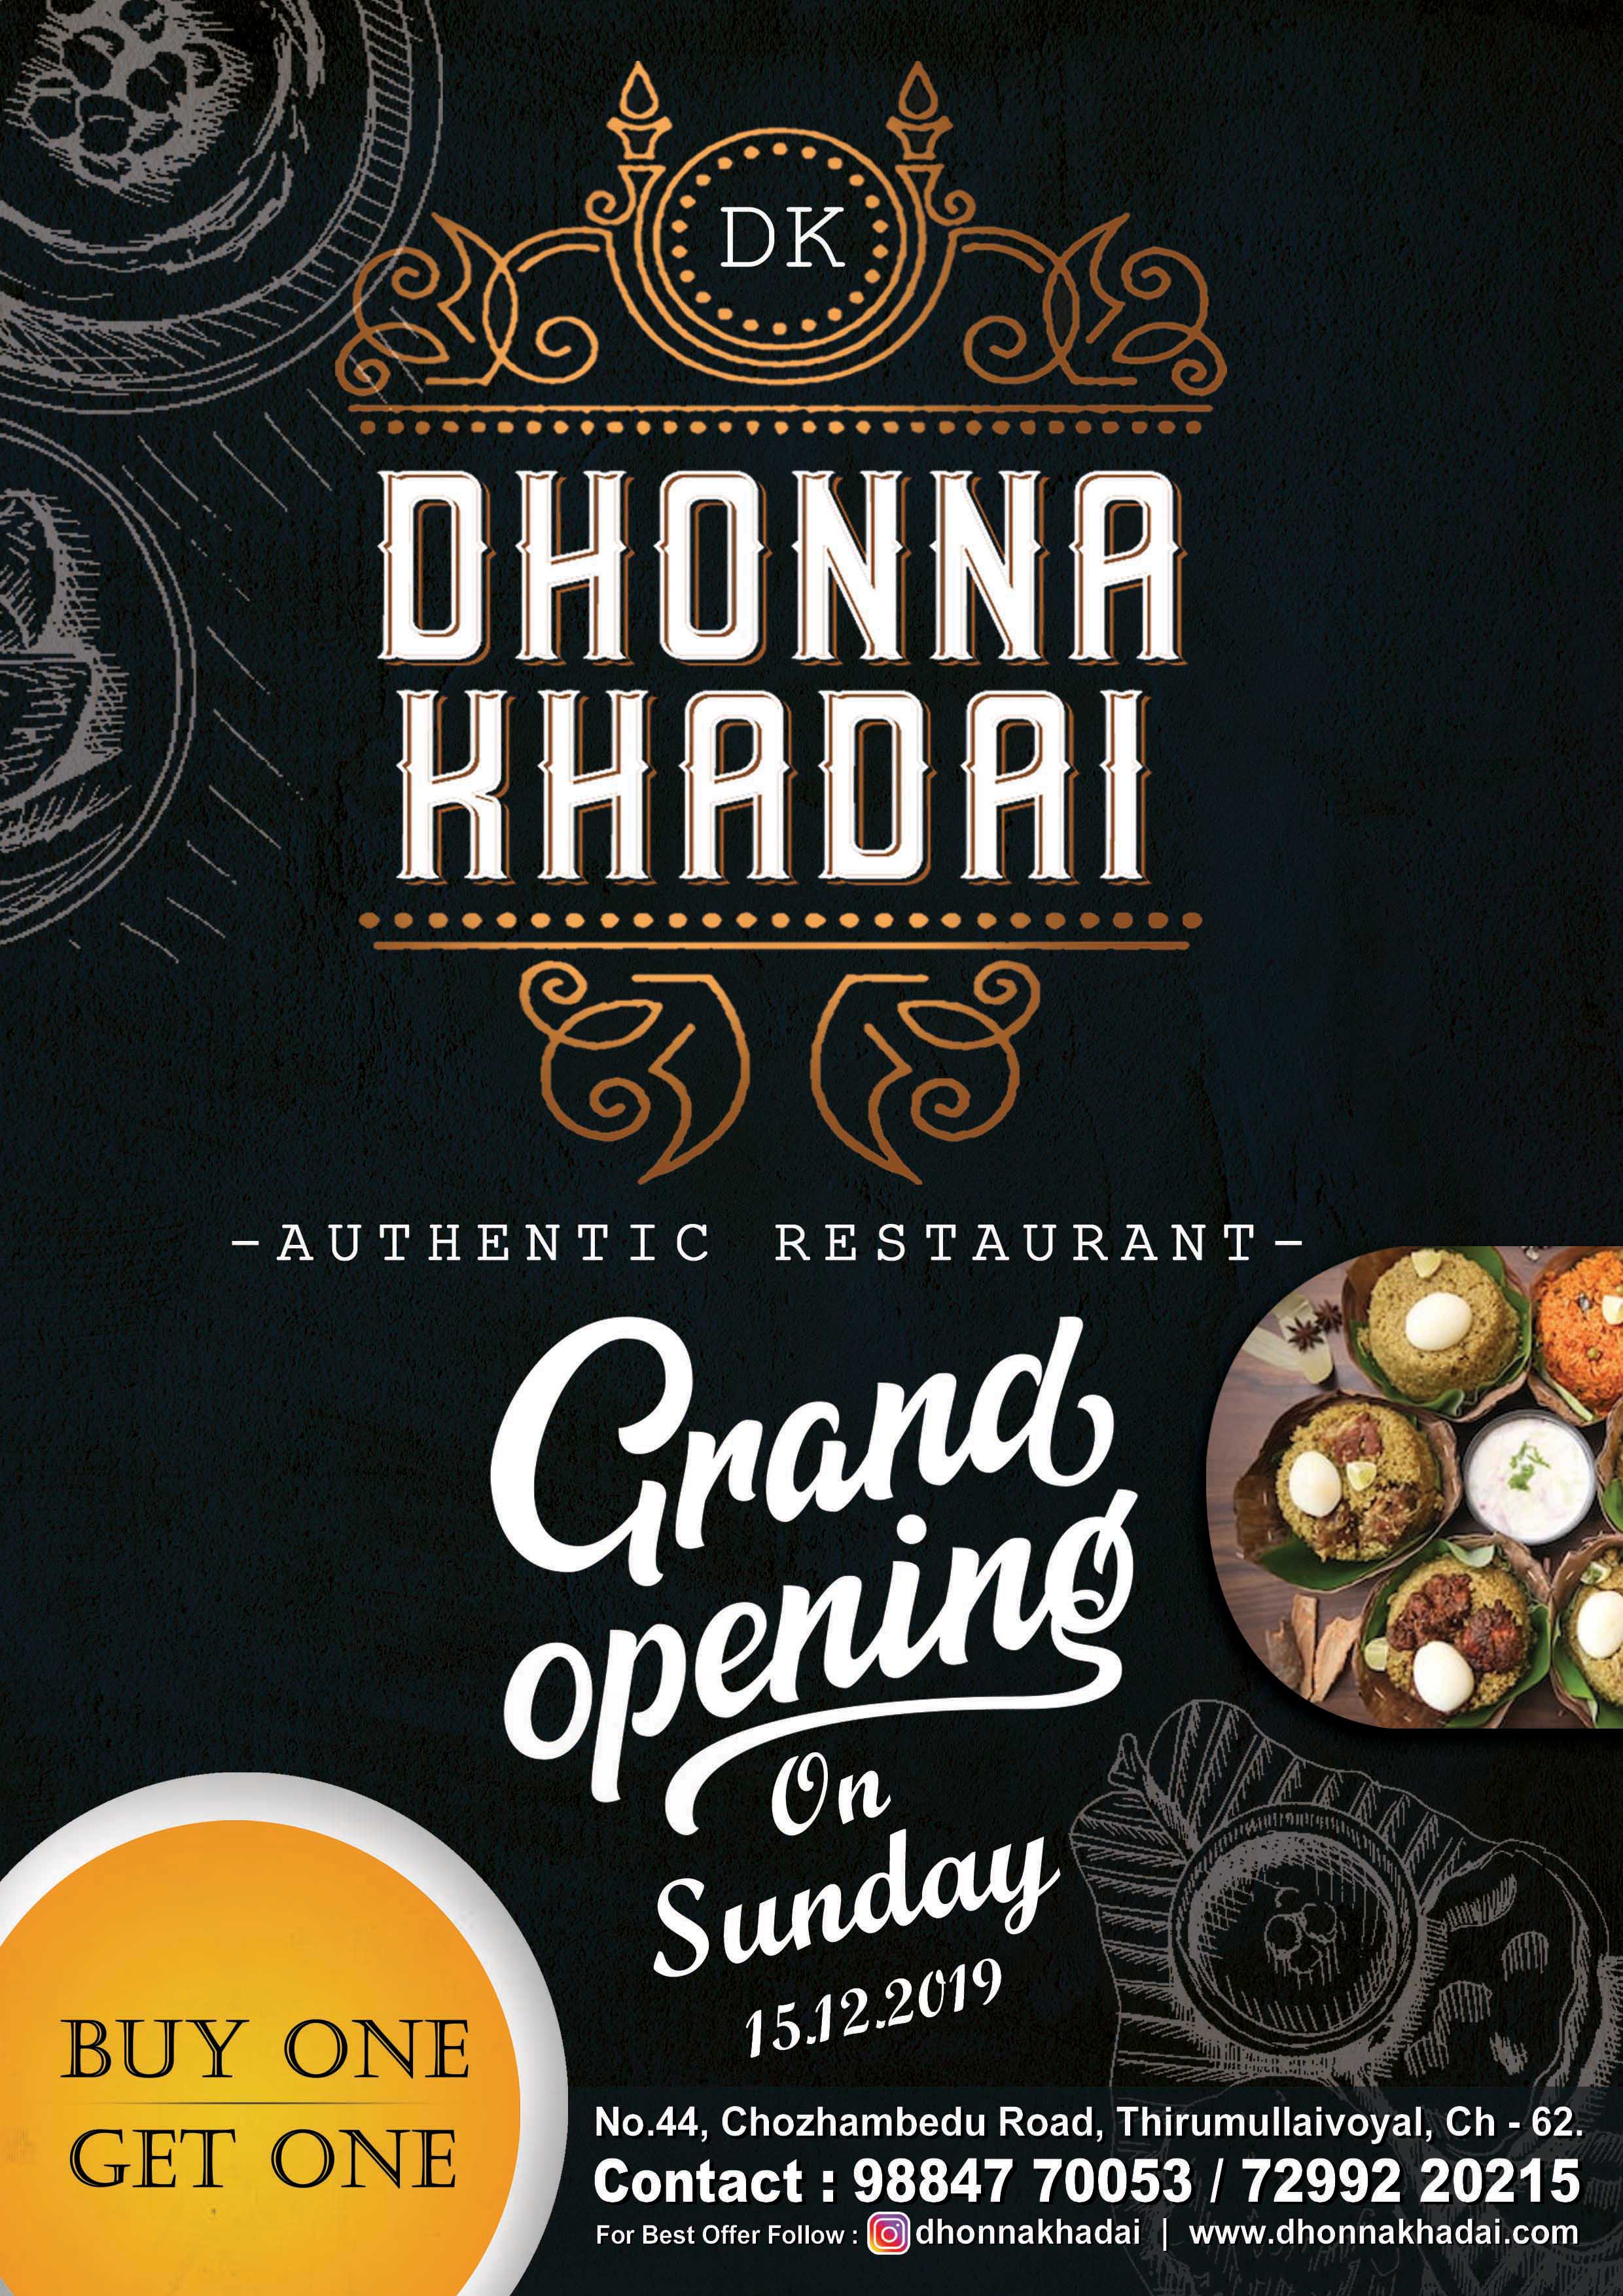 DK
DHONNA
KHADAI
-AUTHENTIC RESTAURANT-
Grand
opening
On
Sunday
15.12.2019
BUY ONE
GET ONE
No.44, Chozhambedu Road, Thirumullaivoyal, Ch - 62.
Contact : 98847 70053 / 72992 20215
For Best Offer Follow : dhonnakhadai | www.dhonnakhadai.com